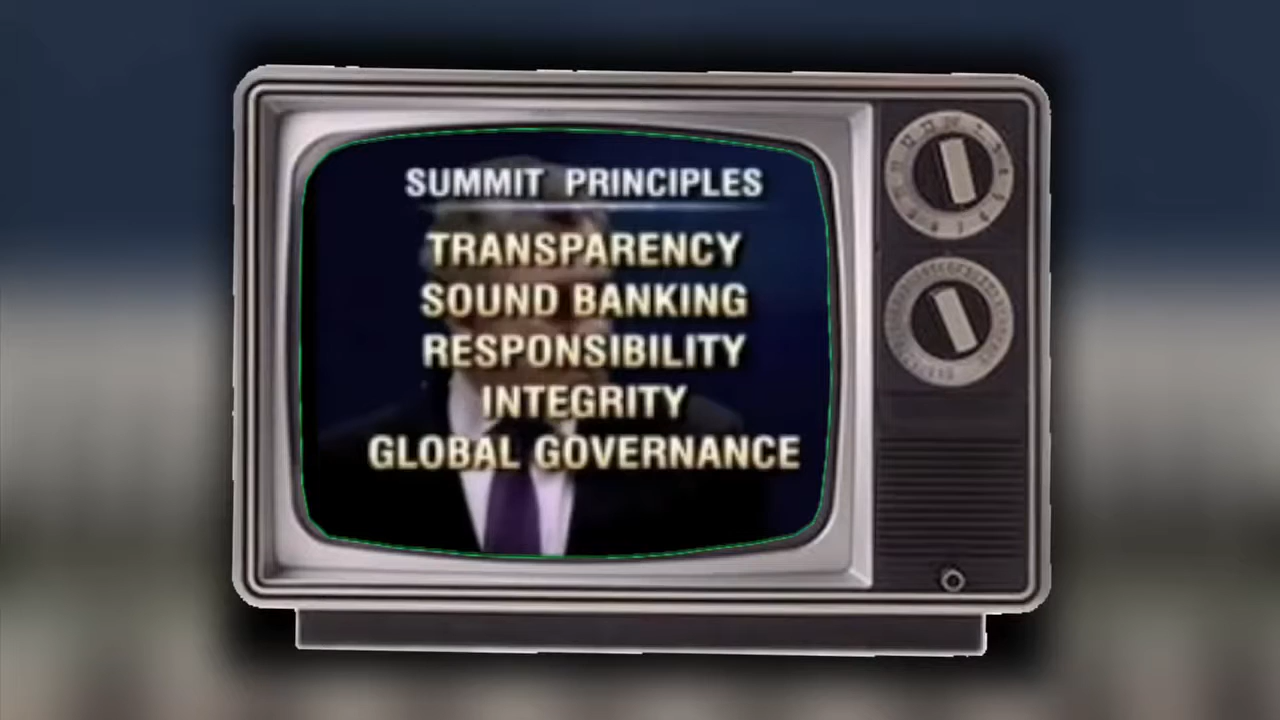 SUMMIT PRINCIPLES
TRANSPARENCY
SOUND BANKING
RESPONSIBILITY
INTEGRITY
GLOBAL GOVERNANCE